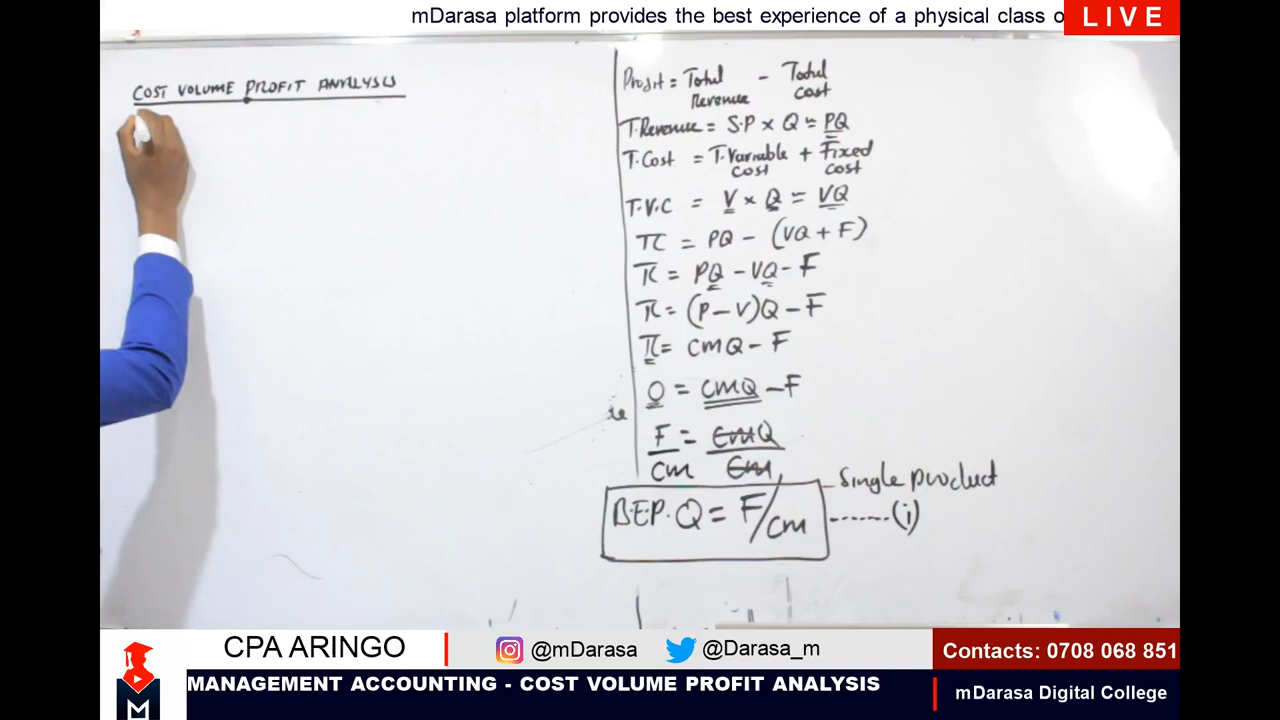 mDarasa platform provides the best experience of a physical class o
LIVE
COST VOLUME PROFIT ANALYSIS
Profit = Total Revenue - Total cost
T.Revenue = S.P x Q = PQ
T.Cost = T.Variable cost + Fixed cost
T.V.C = V x Q = VQ
π = PQ - (VQ + F)
π = PQ - VQ - F
π = (P - V)Q - F
π = CMQ - F
O = CMQ - F
F/CM = CMQ/CM
B.E.P. Q = F/CM
Single product
.......(i)
CPA ARINGO
@mDarasa
@Darasa_m
Contacts: 0708 068 851
MANAGEMENT ACCOUNTING - COST VOLUME PROFIT ANALYSIS
mDarasa Digital College
M